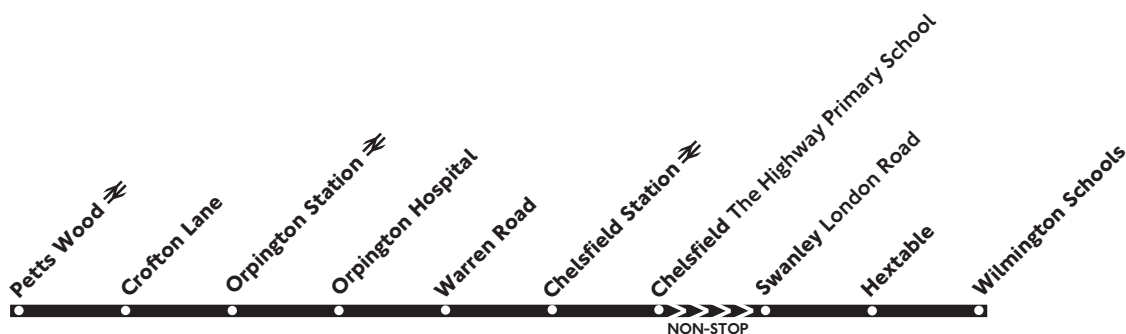 Petts Wood
Crofton Lane
Orpington Station
Orpington Hospital
Warren Road
Chelsfield Station
Chelsfield The Highway Primary School
Swanley London Road
Hextable
Wilmington Schools
NON-STOP